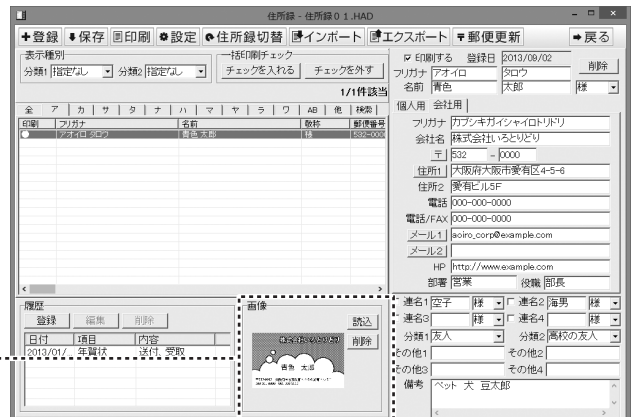 住所録 - 住所録01.HAD
登録 保存 印刷 設定 住所録切替 インポート エクスポート 郵便更新 戻る
表示種別
分類1 指定なし 分類2 指定なし
一括印刷チェック
チェックを入れる チェックを外す
1/1件該当
全 ア カ サ タ ナ ハ マ ヤ ラ ワ AB 他 検索
印刷 フリガナ 名前 敬称 郵便番号
アオイロ タロウ 青色 太郎 様 532-000
履歴
登録 編集 削除
日付 項目 内容
2013/01/ 年賀状 送付、受取
画像
読込
削除
青色 太郎
印刷する 登録日 2013/09/02
フリガナ アオイロ タロウ 削除
名前 青色 太郎 様
個人用 会社用
フリガナ カブシキガイシャイロトリドリ
会社名 株式会社いろとりどり
〒 532 - 0000
住所1 大阪府大阪市愛有区4-5-6
住所2 愛有ビル5F
電話 000-000-0000
電話/FAX 000-000-0000
メール1 aoiro_corp@example.com
メール2
HP http://www.example.com
部署 営業 役職 部長
連名1 空子 様 連名2 海男 様
連名3 様 連名4 様
分類1 友人 分類2 高校の友人
その他1 その他2
その他3 その他4
備考 ペット 犬 豆太郎